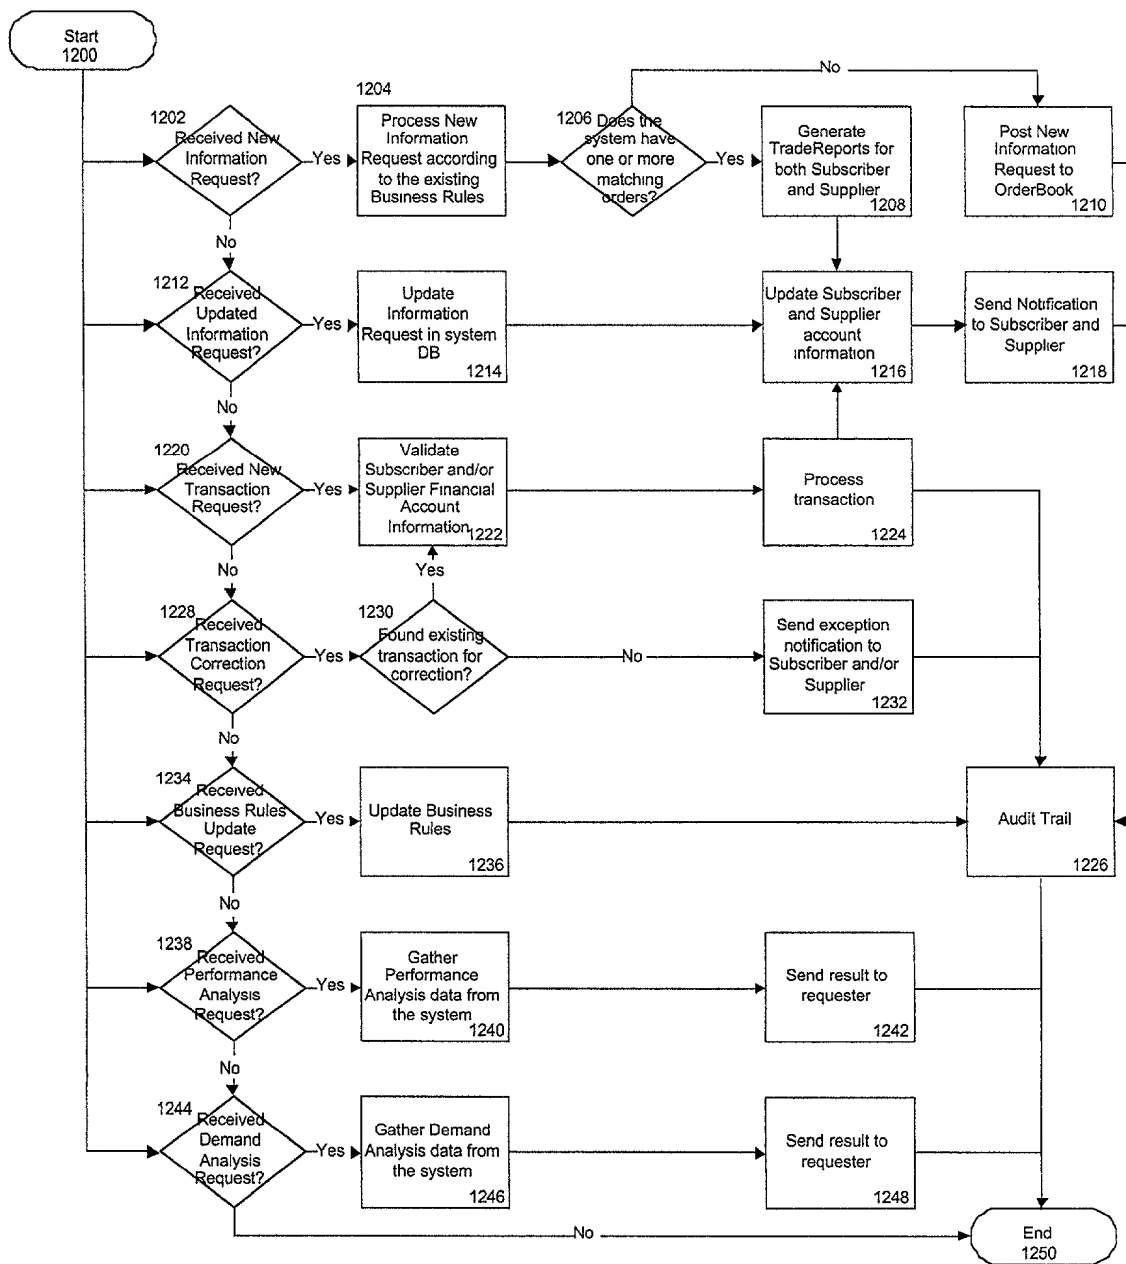 Start
1200
No
1202
Received New
Information
Request?
Yes
1204
Process New
Information
Request according
to the existing
Business Rules
1206
Does the
system have
one or more
matching
orders?
Yes
Generate
TradeReports for
both Subscriber
and Supplier
1208
Post New
Information
Request to
OrderBook
1210
No
1212
Received
Updated
Information
Request?
Yes
Update
Information
Request in system
DB
1214
Update Subscriber
and Supplier
account
information
1216
Send Notification
to Subscriber and
Supplier
1218
No
1220
Received New
Transaction
Request?
Yes
Validate
Subscriber and/or
Supplier Financial
Account
Information
1222
Process
transaction
1224
No
Yes
1228
Received
Transaction
Correction
Request?
Yes
1230
Found existing
transaction for
correction?
No
Send exception
notification to
Subscriber and/or
Supplier
1232
No
1234
Received
Business Rules
Update
Request?
Yes
Update Business
Rules
1236
Audit Trail
1226
No
1238
Received
Performance
Analysis
Request?
Yes
Gather
Performance
Analysis data from
the system
1240
Send result to
requester
1242
No
1244
Received
Demand
Analysis
Request?
Yes
Gather Demand
Analysis data from
the system
1246
Send result to
requester
1248
No
End
1250